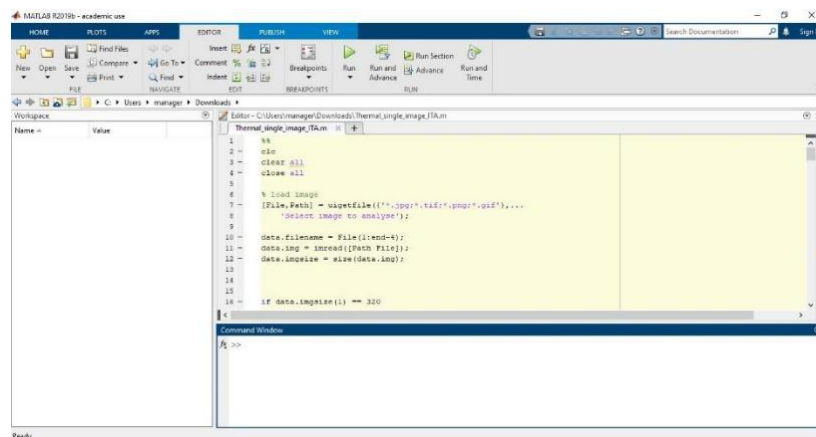 MATLAB R2019b - academic use
HOME PLOTS APPS EDITOR PUBLISH VIEW
Search Documentation
Sign
New Open Save
Find Files
Compare
Print
FILE
Go To
Find
NAVIGATE
Insert
Comment
Indent
EDIT
Breakpoints
BREAKPOINTS
Run
Run and Advance
Run Section
Advance
Run and Time
RUN
C: Users manager Downloads
Workspace
Name Value
Editor - C:\Users\manager\Downloads\Thermal_single_image_ITA.m
Thermal_single_image_ITA.m
1 %%
2 - clc
3 - clear all
4 - close all
5
6 % load image
7 - [File,Path] = uigetfile({'*.jpg;*.tif;*.png;*.gif'},...
8 'Select image to analyse');
9
10 - data.filename = File(1:end-4);
11 - data.img = imread([Path File]);
12 - data.imgsize = size(data.img);
13
14
15
16 - if data.imgsize(1) == 320
Command Window
fx >>
Ready